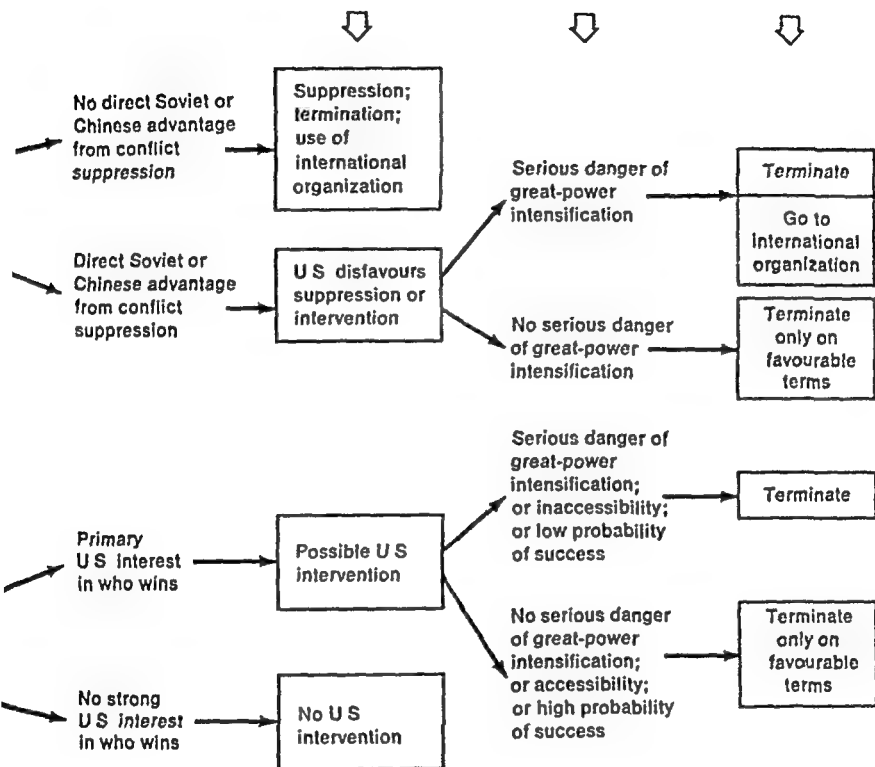 No direct Soviet or
Chinese advantage
from conflict
suppression
Suppression;
termination;
use of
international
organization
Serious danger of
great-power
intensification
Terminate
Go to
international
organization
Direct Soviet or
Chinese advantage
from conflict
suppression
U S disfavours
suppression or
intervention
No serious danger
of great-power
intensification
Terminate
only on
favourable
terms
Primary
U S interest
in who wins
Possible U S
intervention
Serious danger of
great-power
intensification;
or inaccessibility;
or low probability
of success
Terminate
No serious danger
of great-power
intensification;
or accessibility;
or high probability
of success
Terminate
only on
favourable
terms
No strong
U S interest
in who wins
No U S
intervention